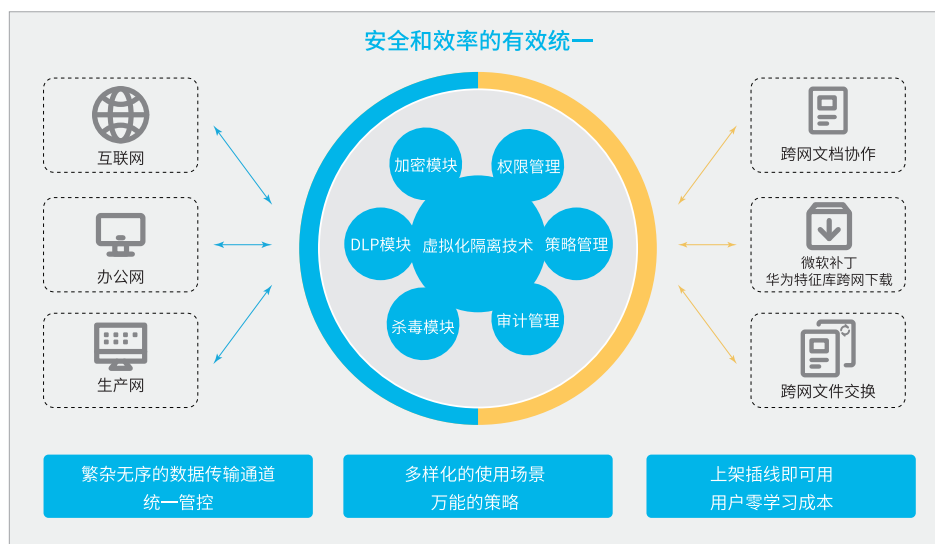 安全和效率的有效统一
互联网
办公网
生产网
加密模块
权限管理
DLP模块
虚拟化隔离技术
策略管理
杀毒模块
审计管理
跨网文档协作
微软补丁
华为特征库跨网下载
跨网文件交换
繁杂无序的数据传输通道
统一管控
多样化的使用场景
万能的策略
上架插线即可用
用户零学习成本